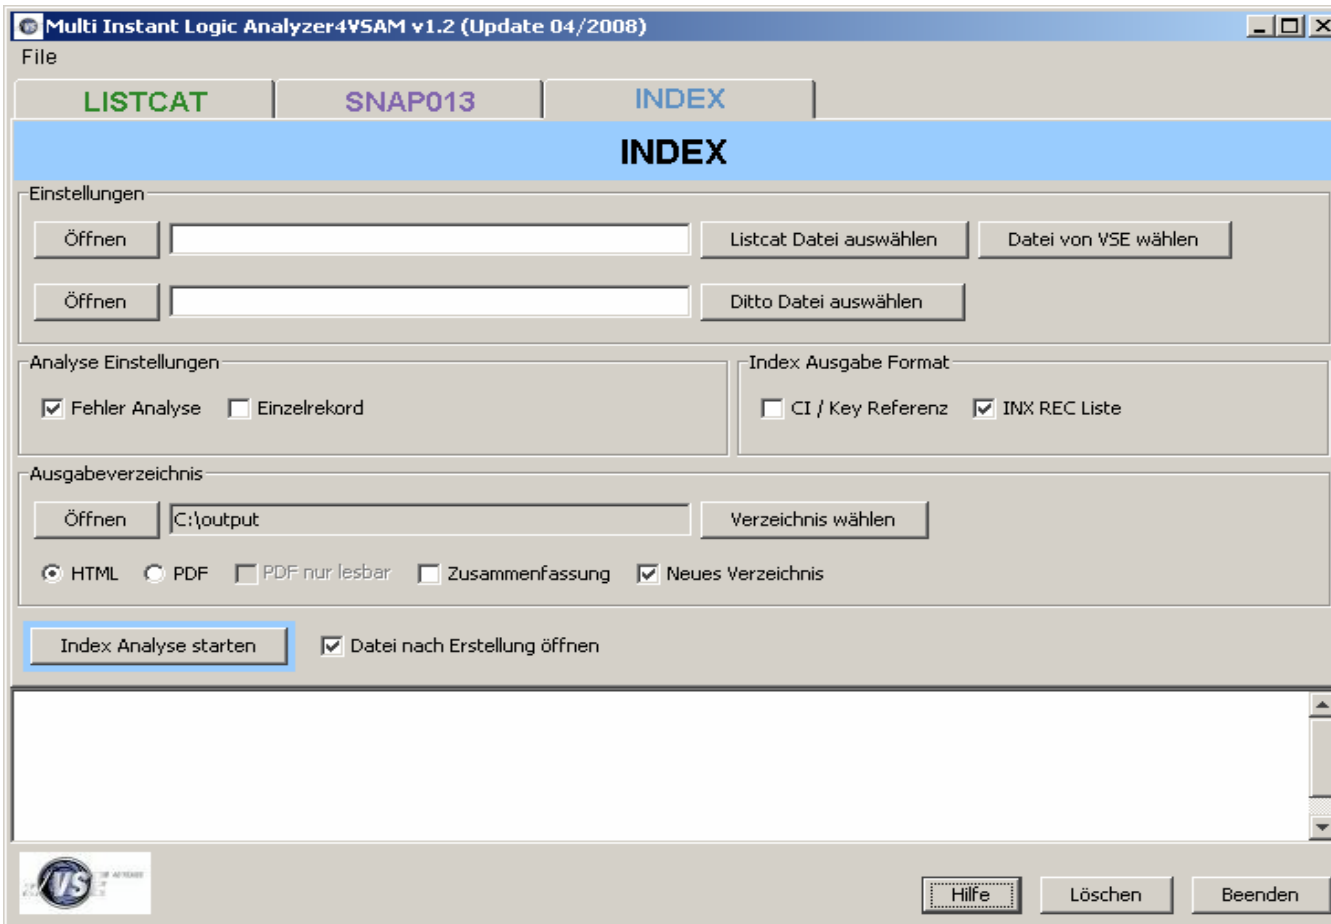 Multi Instant Logic Analyzer4VSAM v1.2 (Update 04/2008)
File
LISTCAT SNAP013 INDEX
INDEX
Einstellungen
Öffnen Listcat Datei auswählen Datei von VSE wählen
Öffnen Ditto Datei auswählen
Analyse Einstellungen Index Ausgabe Format
Fehler Analyse Einzelrekord CI / Key Referenz INX REC Liste
Ausgabeverzeichnis
Öffnen C:\output Verzeichnis wählen
HTML PDF PDF nur lesbar Zusammenfassung Neues Verzeichnis
Index Analyse starten Datei nach Erstellung öffnen
VSE
Hilfe Löschen Beenden